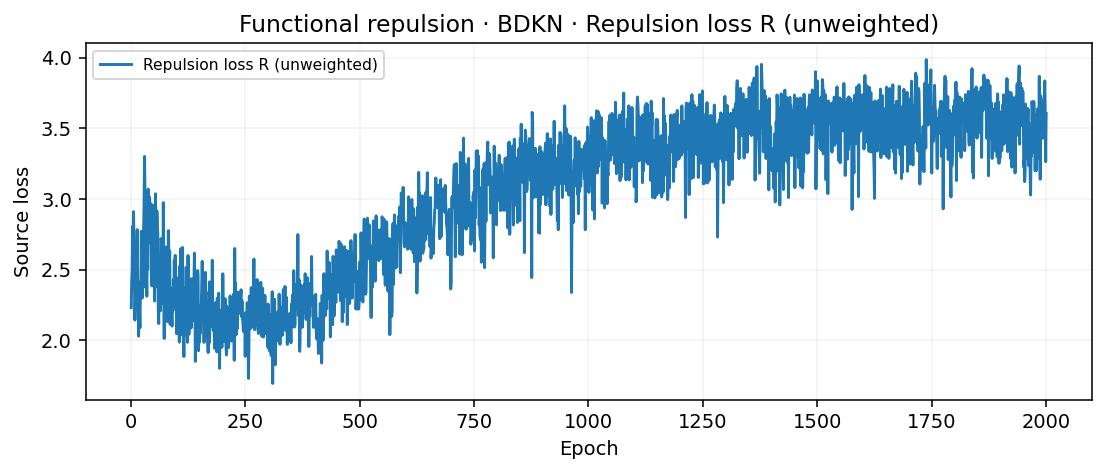 Functional repulsion · BDKN · Repulsion loss R (unweighted)
Repulsion loss R (unweighted)
Source loss
4.0
3.5
3.0
2.5
2.0
0 250 500 750 1000 1250 1500 1750 2000
Epoch